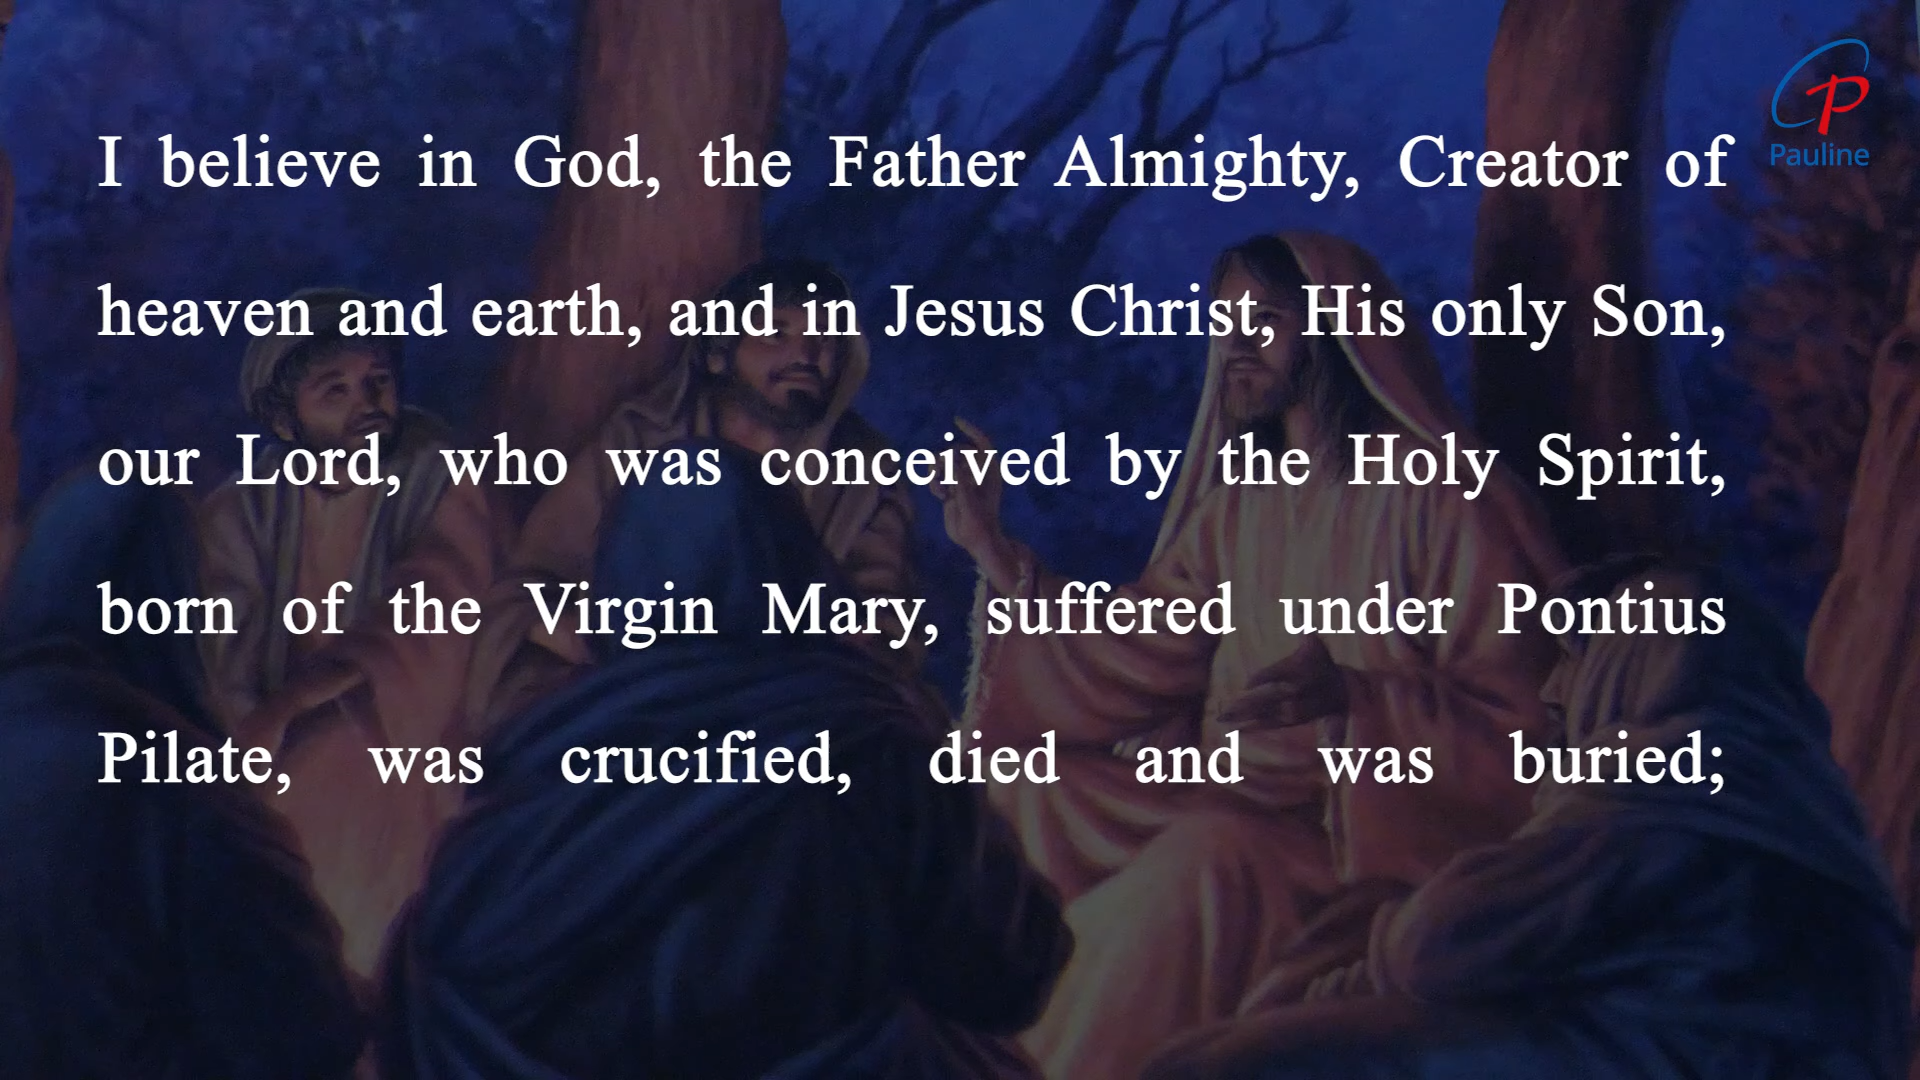 I believe in God, the Father Almighty, Creator of
heaven and earth, and in Jesus Christ, His only Son,
our Lord, who was conceived by the Holy Spirit,
born of the Virgin Mary, suffered under Pontius
Pilate, was crucified, died and was buried;
Pauline